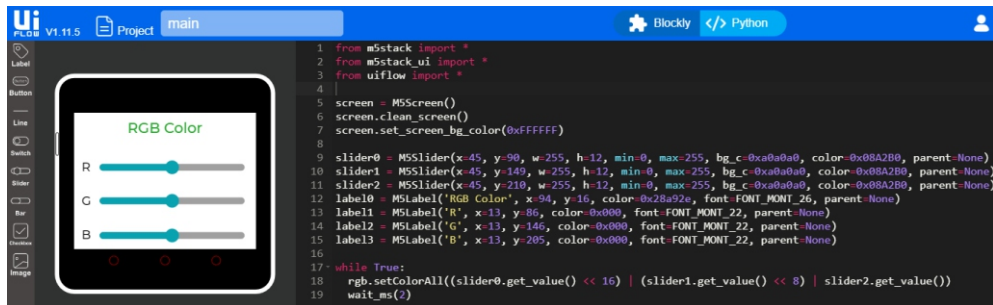 Ui
FLOW V1.11.5 Project main Blockly </> Python
Label
Button
Line
Switch
Slider
Bar
Checkbox
Image
RGB Color
R
G
B
1 from m5stack import *
2 from m5stack_ui import *
3 from uiflow import *
4
5 screen = M5Screen()
6 screen.clean_screen()
7 screen.set_screen_bg_color(0xFFFFFF)
8
9 slider0 = M5Slider(x=45, y=90, w=255, h=12, min=0, max=255, bg_c=0xa0a0a0, color=0x08A2B0, parent=None)
10 slider1 = M5Slider(x=45, y=149, w=255, h=12, min=0, max=255, bg_c=0xa0a0a0, color=0x08A2B0, parent=None)
11 slider2 = M5Slider(x=45, y=210, w=255, h=12, min=0, max=255, bg_c=0xa0a0a0, color=0x08A2B0, parent=None)
12 label0 = M5Label('RGB Color', x=94, y=16, color=0x28a92e, font=FONT_MONT_26, parent=None)
13 label1 = M5Label('R', x=13, y=86, color=0x000, font=FONT_MONT_22, parent=None)
14 label2 = M5Label('G', x=13, y=146, color=0x000, font=FONT_MONT_22, parent=None)
15 label3 = M5Label('B', x=13, y=205, color=0x000, font=FONT_MONT_22, parent=None)
16
17 while True:
18 rgb.setColorAll((slider0.get_value() << 16) | (slider1.get_value() << 8) | slider2.get_value())
19 wait_ms(2)